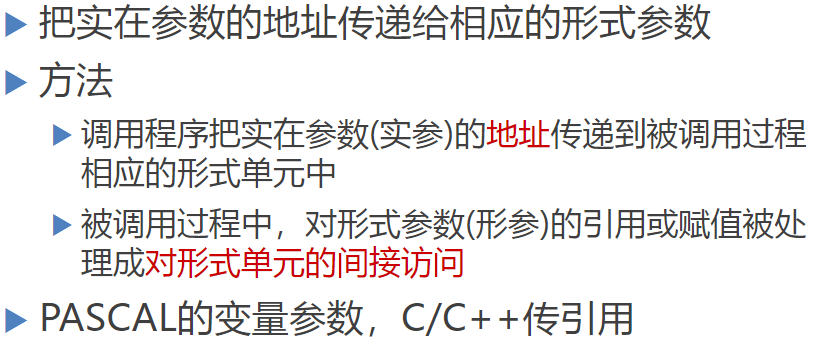 把实在参数的地址传递给相应的形式参数
方法
调用程序把实在参数(实参)的地址传递到被调用过程
相应的形式单元中
被调用过程中，对形式参数(形参)的引用或赋值被处
理成对形式单元的间接访问
PASCAL的变量参数，C/C++传引用